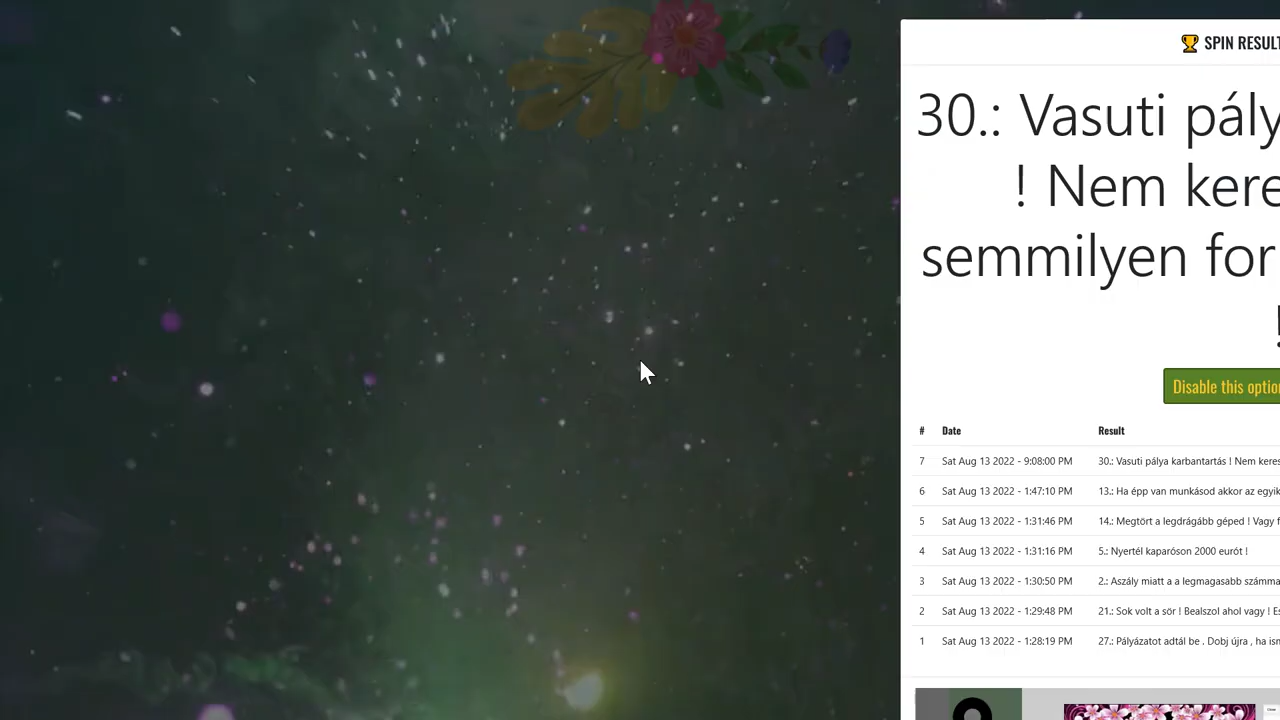 SPIN RESULT
30.: Vasuti pály
! Nem kere
semmilyen for
!
Disable this optio
# Date Result
7 Sat Aug 13 2022 - 9:08:00 PM 30.: Vasuti pálya karbantartás ! Nem keres
6 Sat Aug 13 2022 - 1:47:10 PM 13.: Ha épp van munkásod akkor az egyik
5 Sat Aug 13 2022 - 1:31:46 PM 14.: Megtört a legdrágább géped ! Vagy f
4 Sat Aug 13 2022 - 1:31:16 PM 5.: Nyertél kaparóson 2000 eurót !
3 Sat Aug 13 2022 - 1:30:50 PM 2.: Aszály miatt a a legmagasabb számma
2 Sat Aug 13 2022 - 1:29:48 PM 21.: Sok volt a sör ! Bealszol ahol vagy ! Es
1 Sat Aug 13 2022 - 1:28:19 PM 27.: Pályázatot adtál be . Dobj újra , ha ism